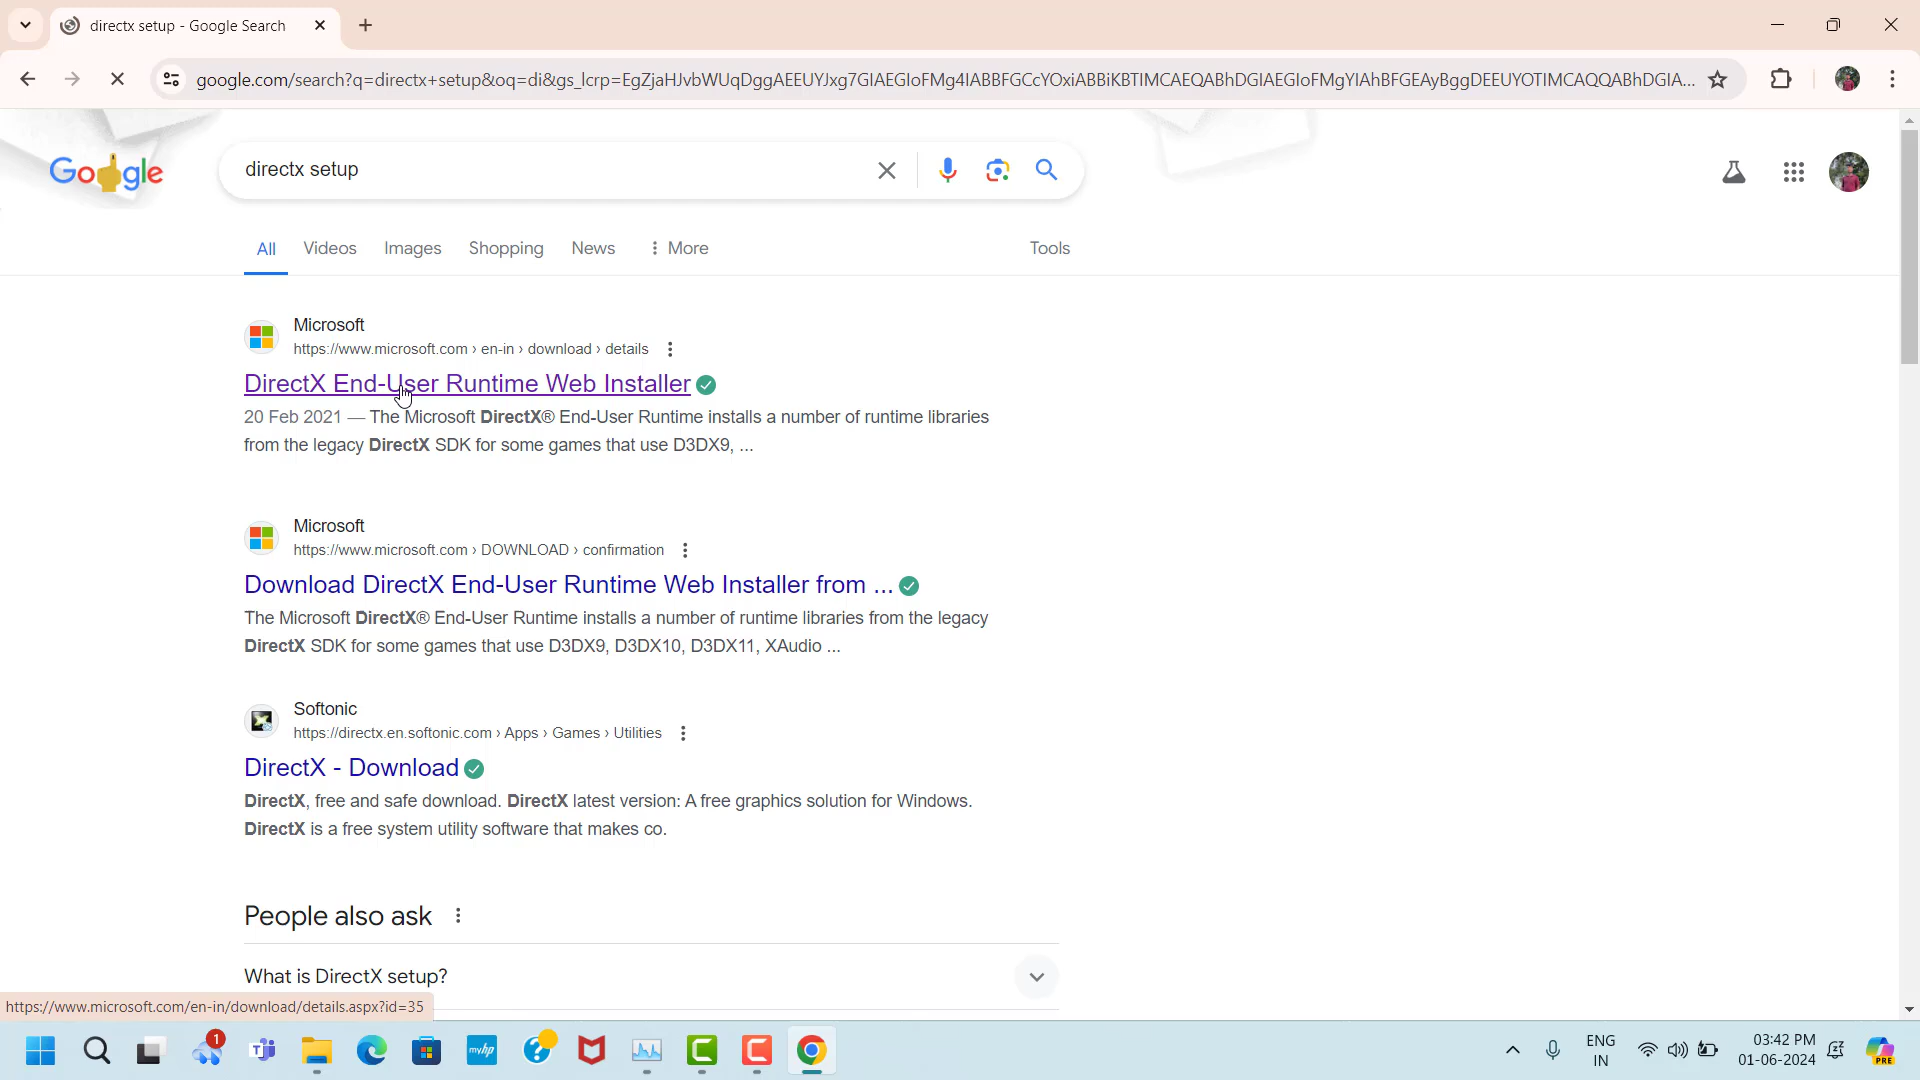 directx setup - Google Search
google.com/search?q=directx+setup&oq=di&gs_lcrp=EgZjaHJvbWUqDggAEEUYJxg7GIAEGIoFMg4IABBFGCcYOxiABBiKBTIMCAEQABhDGIAEGIoFMgYIAhBFGEAyBggDEEUYOTIMCAQQABhDGIA...
Google
directx setup
All Videos Images Shopping News More Tools
Microsoft
https://www.microsoft.com › en-in › download › details
DirectX End-User Runtime Web Installer
20 Feb 2021 — The Microsoft DirectX® End-User Runtime installs a number of runtime libraries
from the legacy DirectX SDK for some games that use D3DX9, ...
Microsoft
https://www.microsoft.com › DOWNLOAD › confirmation
Download DirectX End-User Runtime Web Installer from ...
The Microsoft DirectX® End-User Runtime installs a number of runtime libraries from the legacy
DirectX SDK for some games that use D3DX9, D3DX10, D3DX11, XAudio ...
Softonic
https://directx.en.softonic.com › Apps › Games › Utilities
DirectX - Download
DirectX, free and safe download. DirectX latest version: A free graphics solution for Windows.
DirectX is a free system utility software that makes co.
People also ask
What is DirectX setup?
https://www.microsoft.com/en-in/download/details.aspx?id=35
1
myhp
ENG
IN
03:42 PM
01-06-2024
PRE